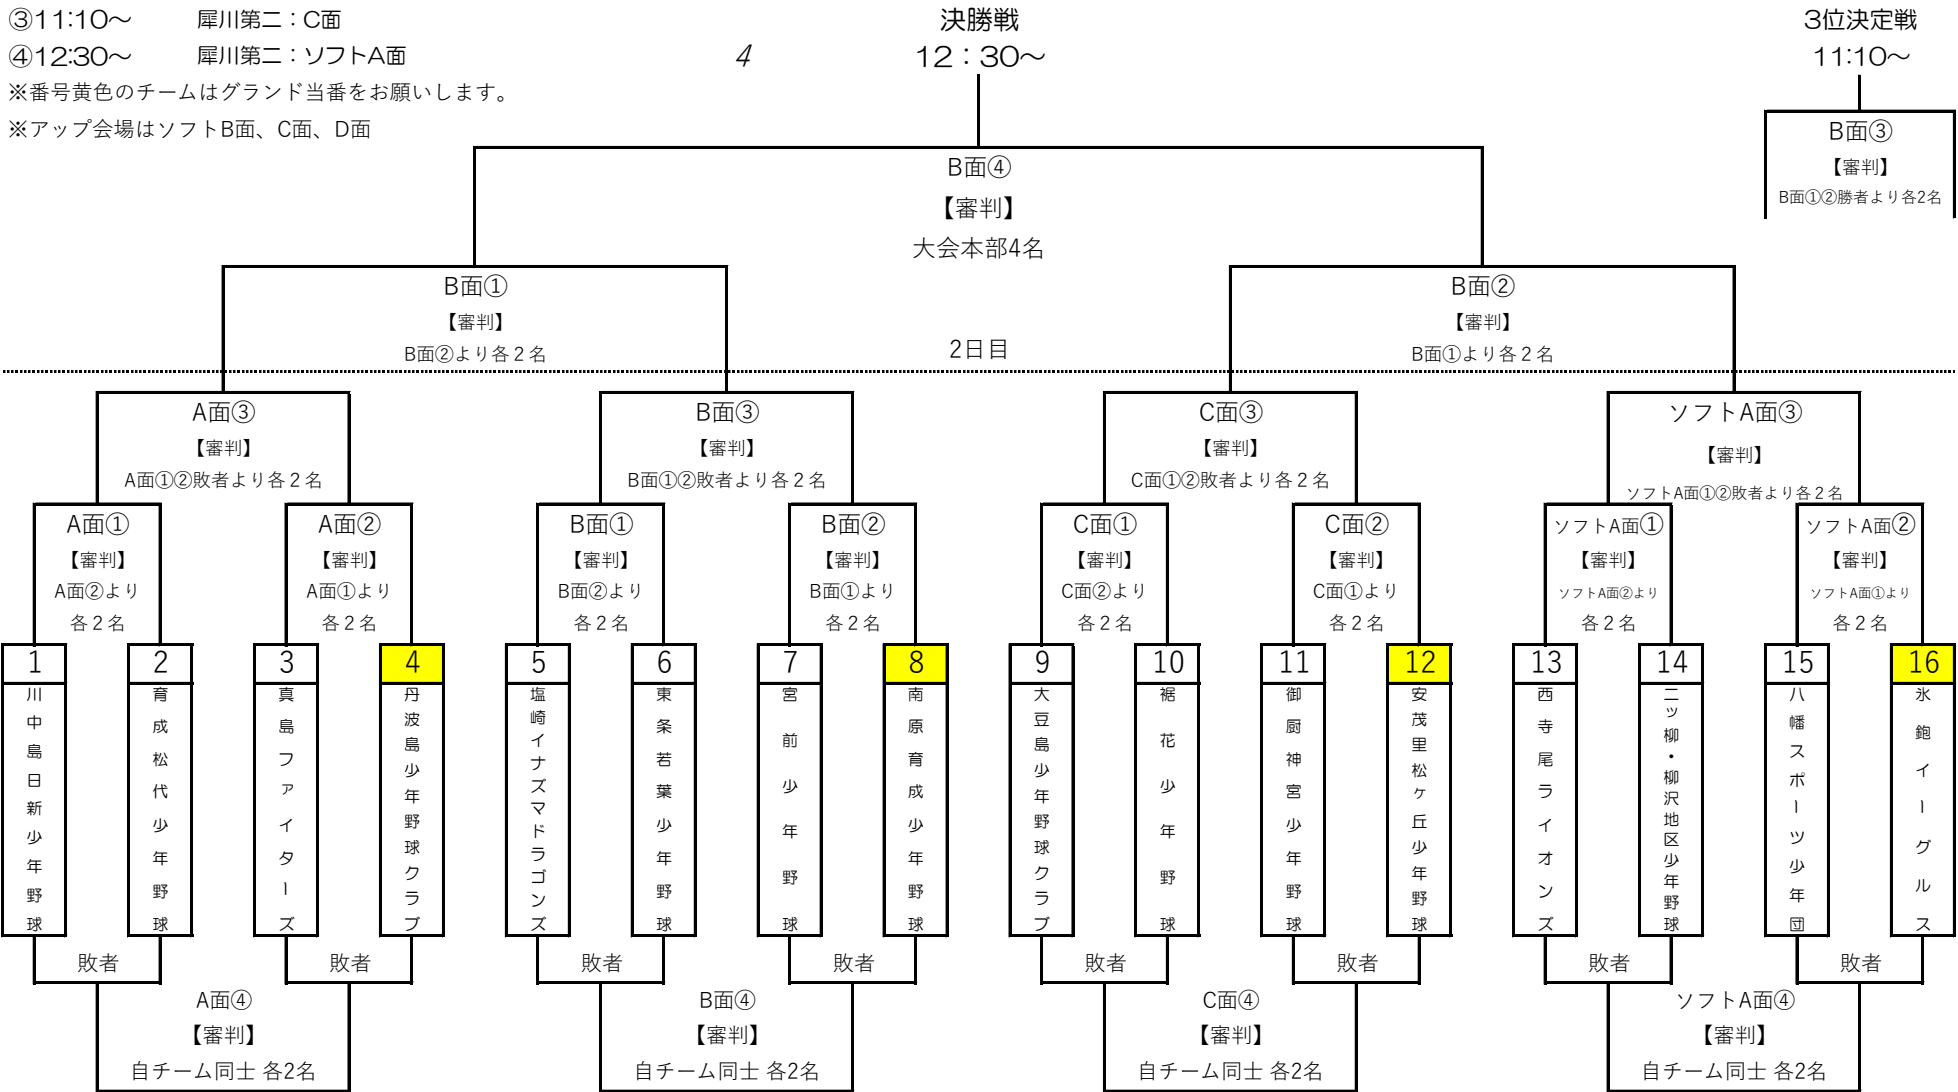 ③11:10～ 犀川第二：C面
④12:30～ 犀川第二：ソフトA面
※番号黄色のチームはグランド当番をお願いします。
※アップ会場はソフトB面、C面、D面
4
決勝戦
12：30～
3位決定戦
11:10～
B面③
【審判】
B面①②勝者より各2名
B面④
【審判】
大会本部4名
B面①
【審判】
B面②より各２名
2日目
B面②
【審判】
B面①より各２名
A面③
【審判】
A面①②敗者より各２名
B面③
【審判】
B面①②敗者より各２名
C面③
【審判】
C面①②敗者より各２名
ソフトA面③
【審判】
ソフトA面①②敗者より各２名
A面①
【審判】
A面②より
各２名
A面②
【審判】
A面①より
各２名
B面①
【審判】
B面②より
各２名
B面②
【審判】
B面①より
各２名
C面①
【審判】
C面②より
各２名
C面②
【審判】
C面①より
各２名
ソフトA面①
【審判】
ソフトA面②より
各２名
ソフトA面②
【審判】
ソフトA面①より
各２名
1
川中島日新少年野球
2
育成松代少年野球
3
真島ファイターズ
4
丹波島少年野球クラブ
5
塩崎イナズマドラゴンズ
6
東条若葉少年野球
7
宮前少年野球
8
南原育成少年野球
9
大豆島少年野球クラブ
10
裾花少年野球
11
御厨神宮少年野球
12
安茂里松ヶ丘少年野球
13
西寺尾ライオンズ
14
二ッ柳・柳沢地区少年野球
15
八幡スポーツ少年団
16
氷鉋イーグルス
敗者
敗者
敗者
敗者
敗者
敗者
敗者
敗者
A面④
【審判】
自チーム同士 各2名
B面④
【審判】
自チーム同士 各2名
C面④
【審判】
自チーム同士 各2名
ソフトA面④
【審判】
自チーム同士 各2名